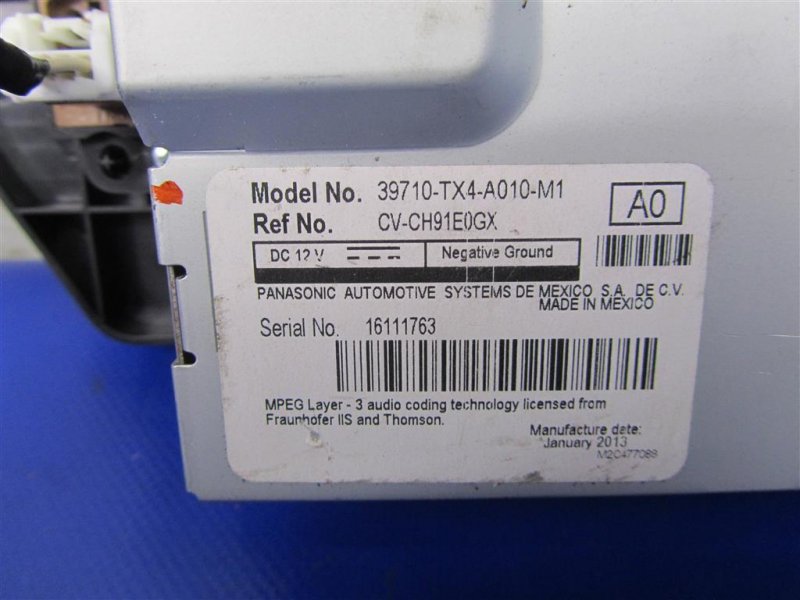 Model No. 39710-TX4-A010-M1
A0
Ref No. CV-CH91E0GX
DC 12 V Negative Ground
PANASONIC AUTOMOTIVE SYSTEMS DE MEXICO S.A. DE C.V.
MADE IN MEXICO
Serial No. 16111763
MPEG Layer - 3 audio coding technology licensed from
Fraunhofer IIS and Thomson.
Manufacture date:
January 2013
M2C477088